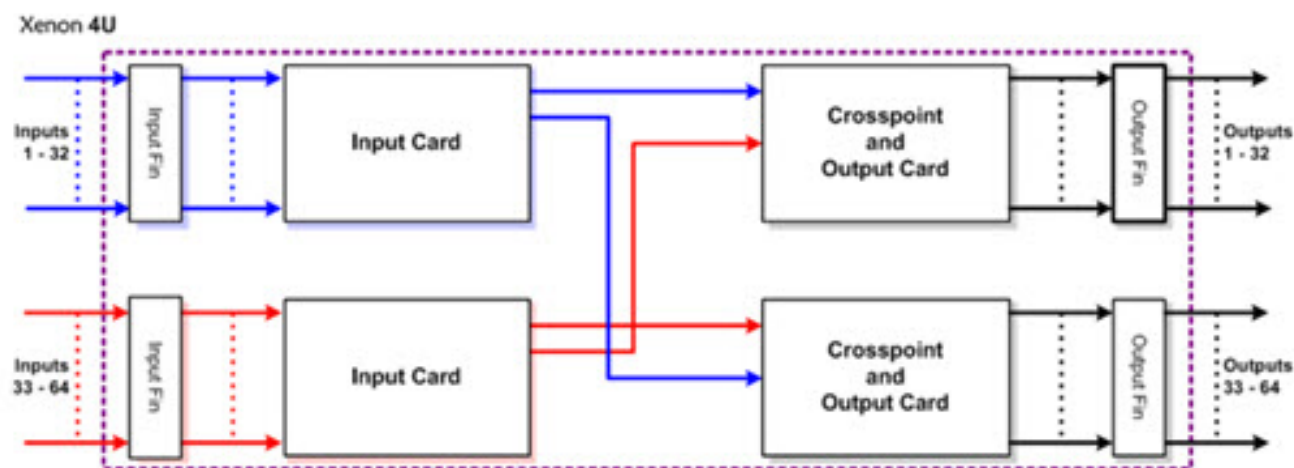 Xenon 4U
Inputs
1 - 32
Input Fin
Input Card
Crosspoint
and
Output Card
Output Fin
Outputs
1 - 32
Inputs
33 - 64
Input Fin
Input Card
Crosspoint
and
Output Card
Output Fin
Outputs
33 - 64